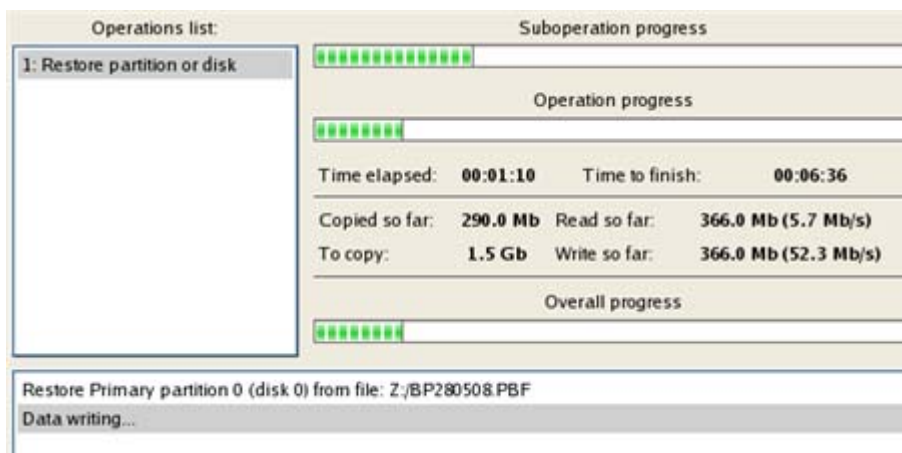 Operations list:
1: Restore partition or disk
Suboperation progress
Operation progress
Time elapsed: 00:01:10 Time to finish: 00:06:36
Copied so far: 290.0 Mb Read so far: 366.0 Mb (5.7 Mb/s)
To copy: 1.5 Gb Write so far: 366.0 Mb (52.3 Mb/s)
Overall progress
Restore Primary partition 0 (disk 0) from file: Z:/BP280508.PBF
Data writing...